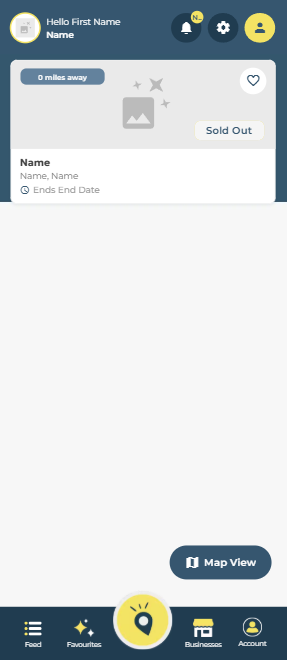 Hello First Name
Name
N..
0 miles away
Sold Out
Name
Name, Name
Ends End Date
Map View
Feed
Favourites
Businesses
Account